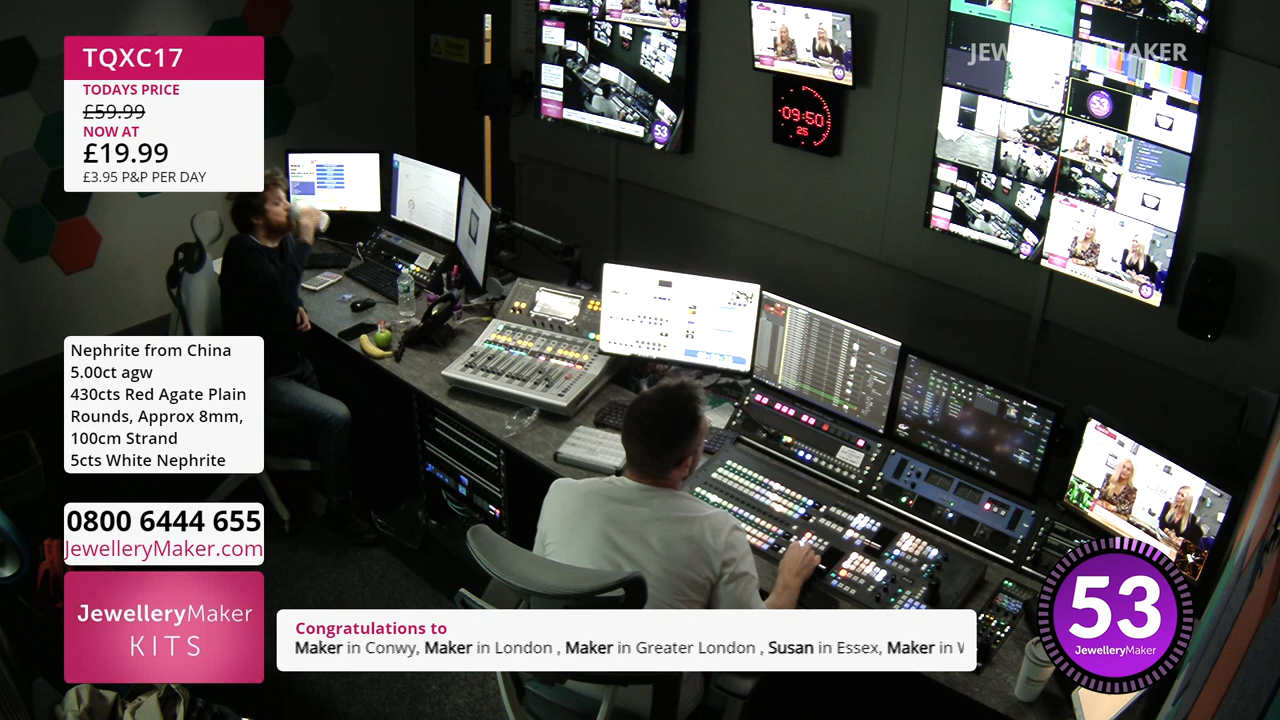 TQXC17
TODAYS PRICE
£59.99
NOW AT
£19.99
£3.95 P&P PER DAY
JEWELLERYMAKER
09:50
25
53
Nephrite from China
5.00ct agw
430cts Red Agate Plain
Rounds, Approx 8mm,
100cm Strand
5cts White Nephrite
0800 6444 655
JewelleryMaker.com
JewelleryMaker
KITS
Congratulations to
Maker in Conwy, Maker in London , Maker in Greater London , Susan in Essex, Maker in
53
JewelleryMaker